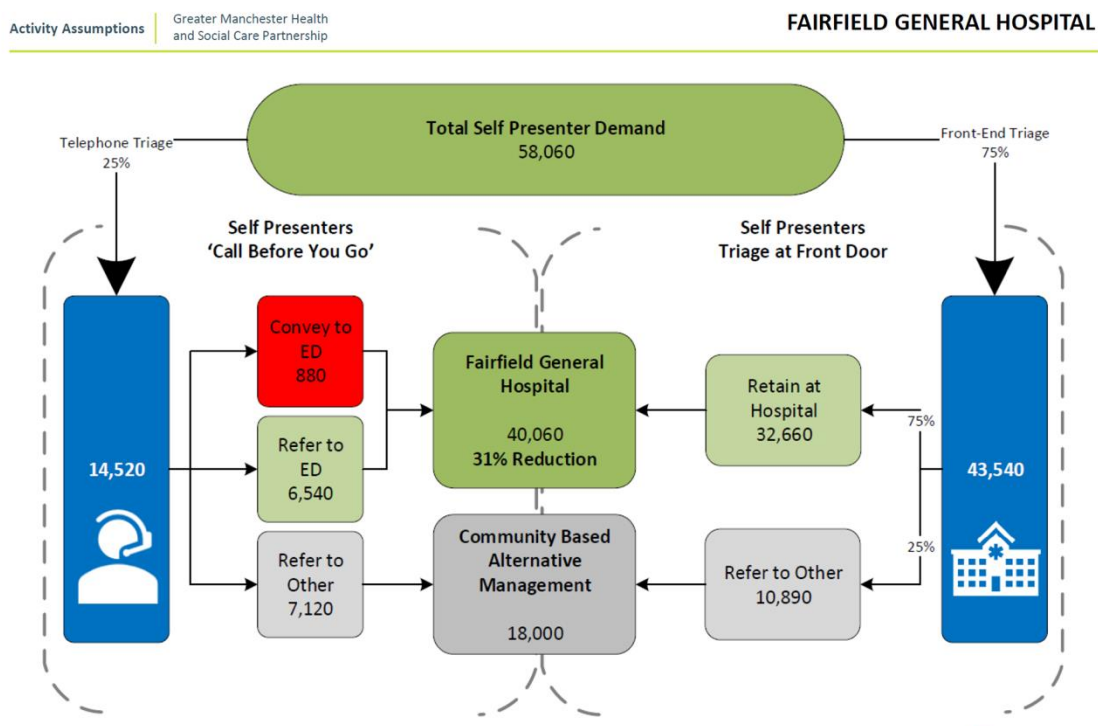 Activity Assumptions
Greater Manchester Health
and Social Care Partnership
FAIRFIELD GENERAL HOSPITAL
Total Self Presenter Demand
58,060
Telephone Triage
25%
Front-End Triage
75%
Self Presenters
‘Call Before You Go’
Self Presenters
Triage at Front Door
14,520
Convey to
ED
880
Refer to
ED
6,540
Refer to
Other
7,120
Fairfield General
Hospital
40,060
31% Reduction
Community Based
Alternative
Management
18,000
Retain at
Hospital
32,660
Refer to Other
10,890
75%
25%
43,540